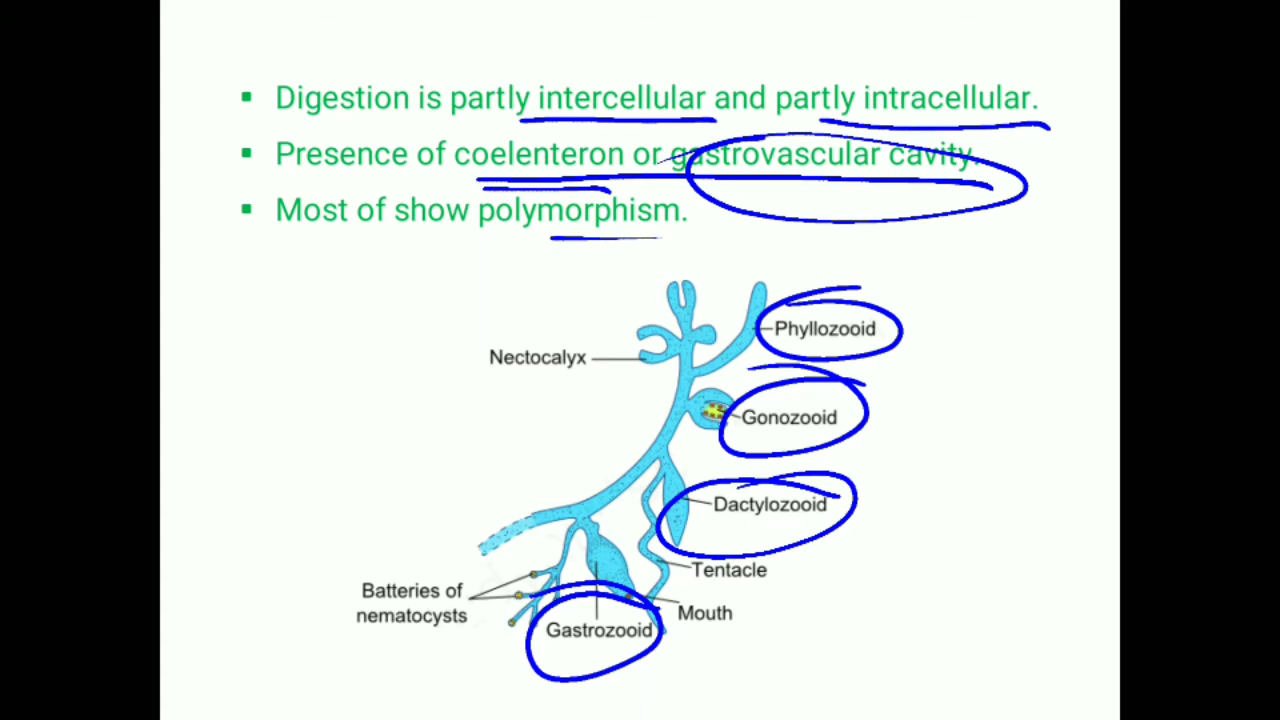 ▪ Digestion is partly intercellular and partly intracellular.
▪ Presence of coelenteron or gastrovascular cavity.
▪ Most of show polymorphism.
Phyllozooid
Nectocalyx
Gonozooid
Dactylozooid
Tentacle
Batteries of
nematocysts
Mouth
Gastrozooid